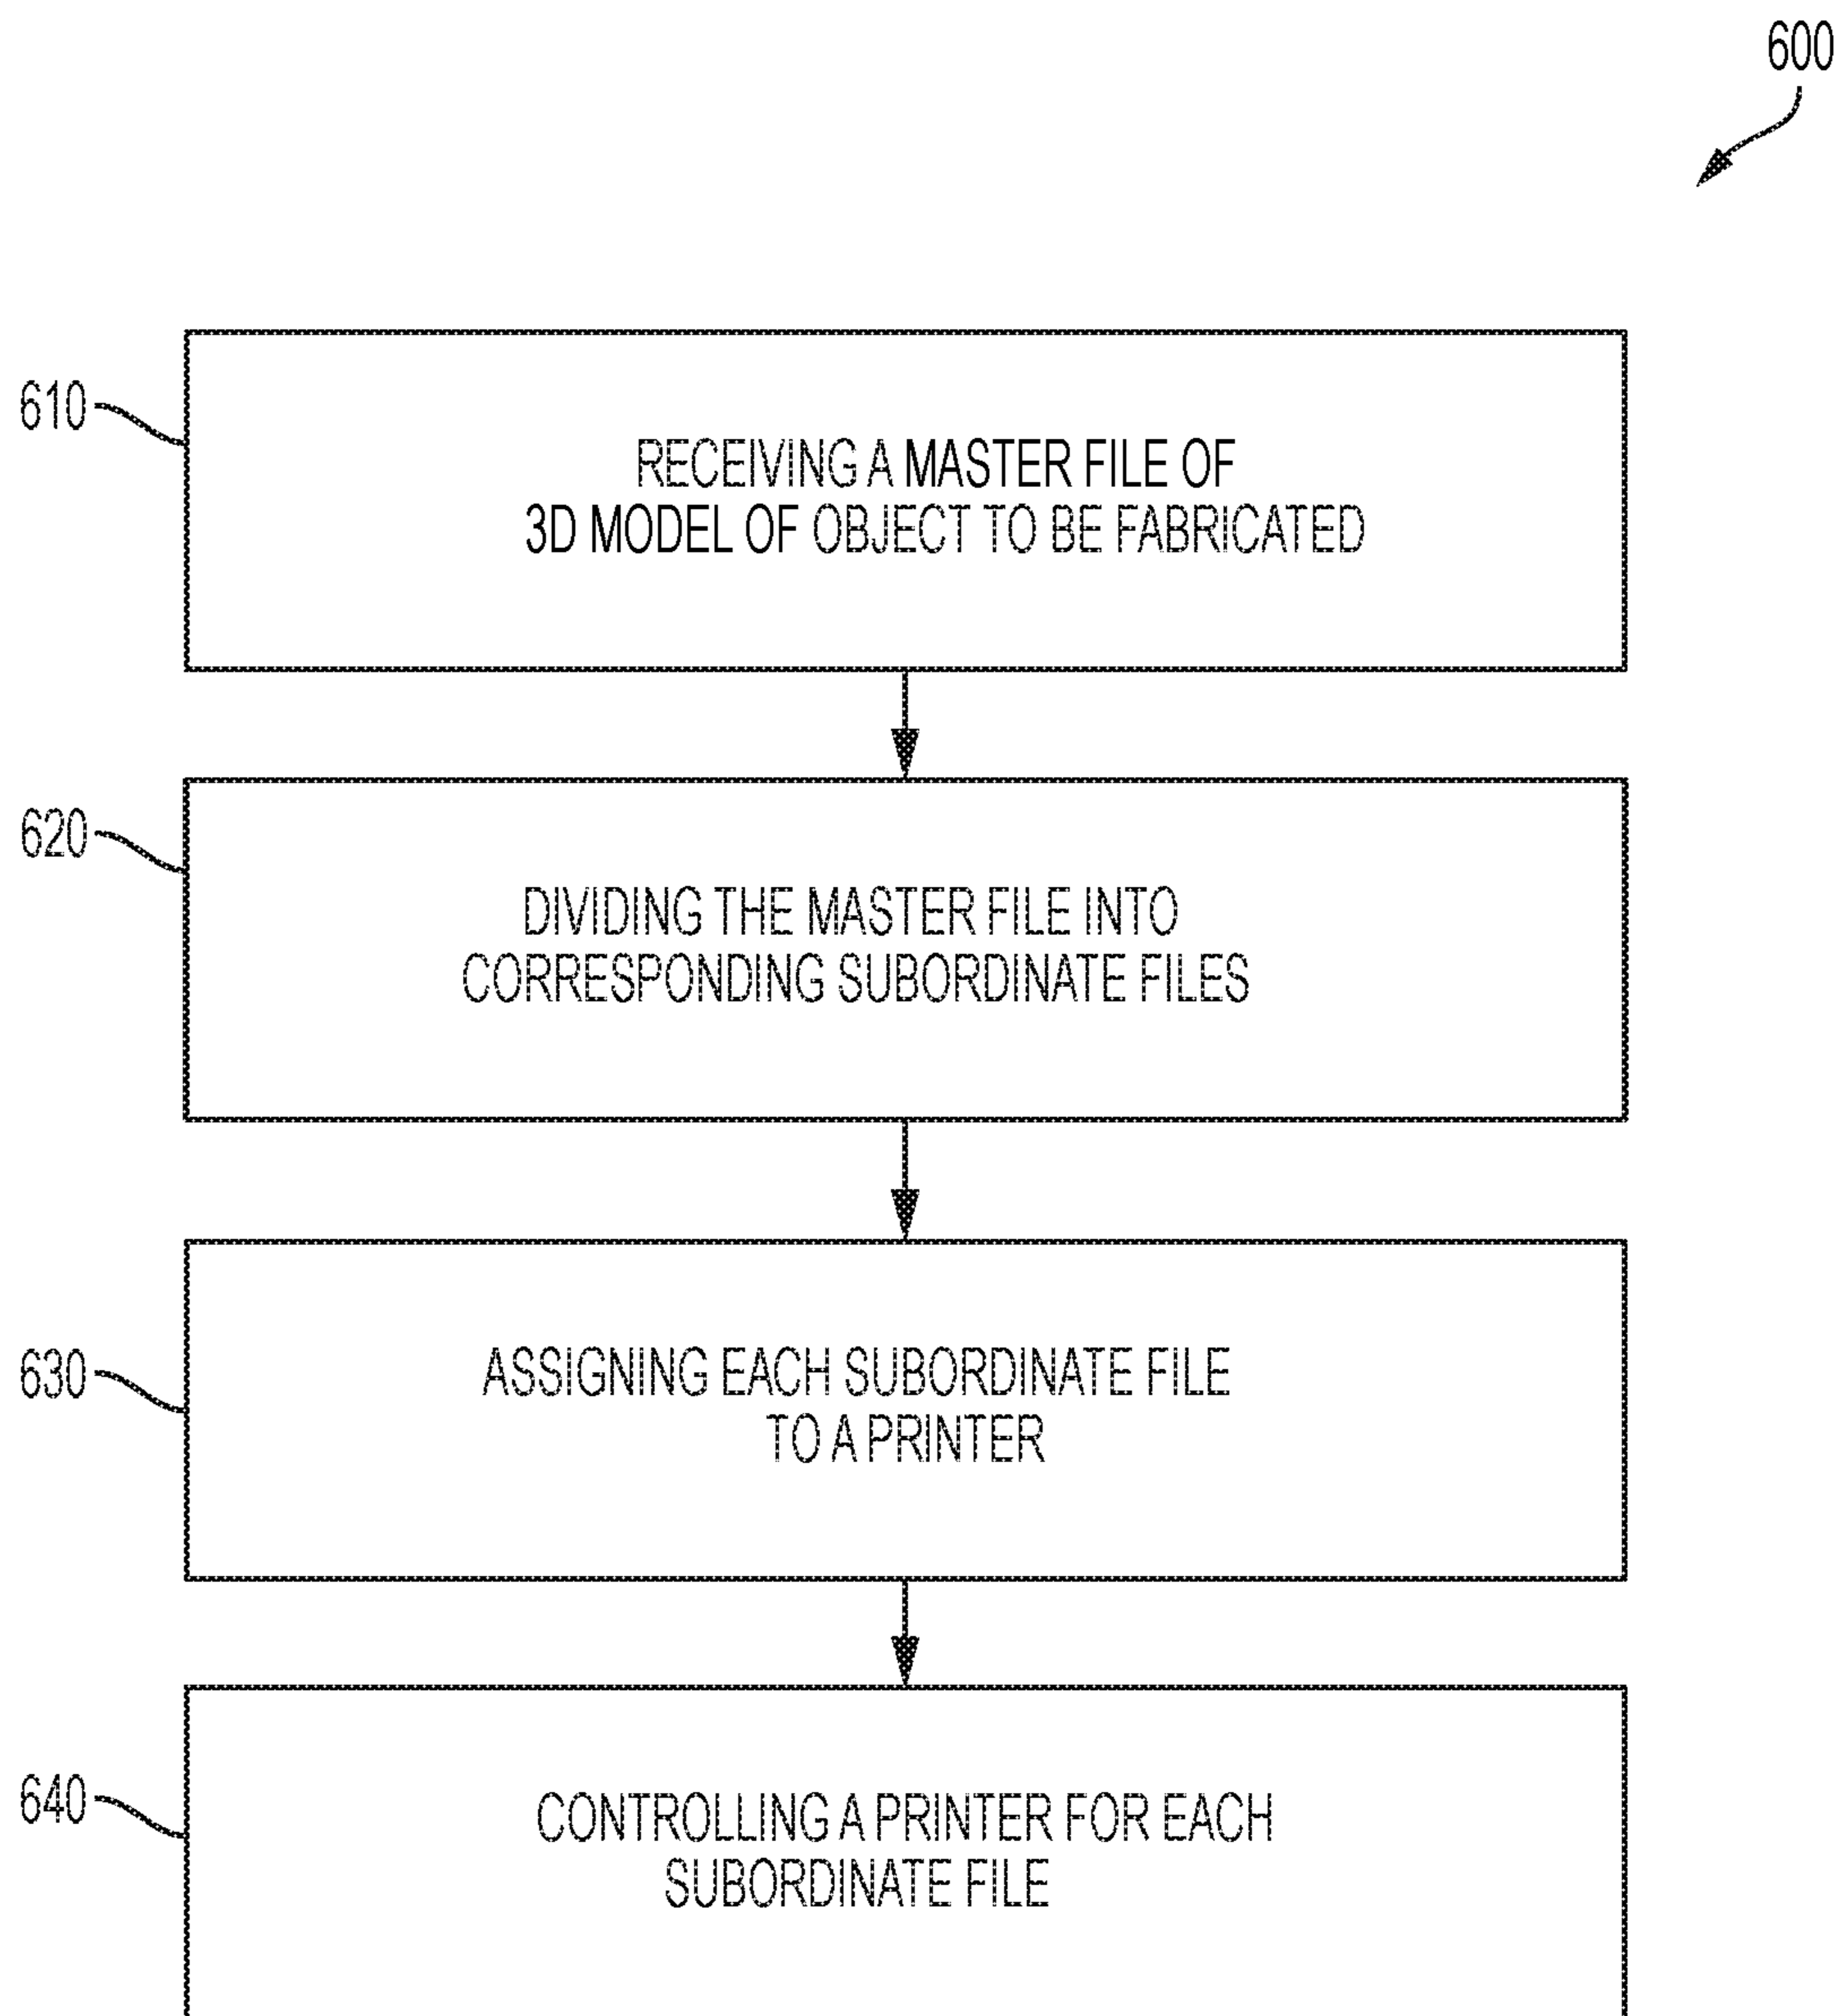 600
610
RECEIVING A MASTER FILE OF
3D MODEL OF OBJECT TO BE FABRICATED
620
DIVIDING THE MASTER FILE INTO
CORRESPONDING SUBORDINATE FILES
630
ASSIGNING EACH SUBORDINATE FILE
TO A PRINTER
640
CONTROLLING A PRINTER FOR EACH
SUBORDINATE FILE